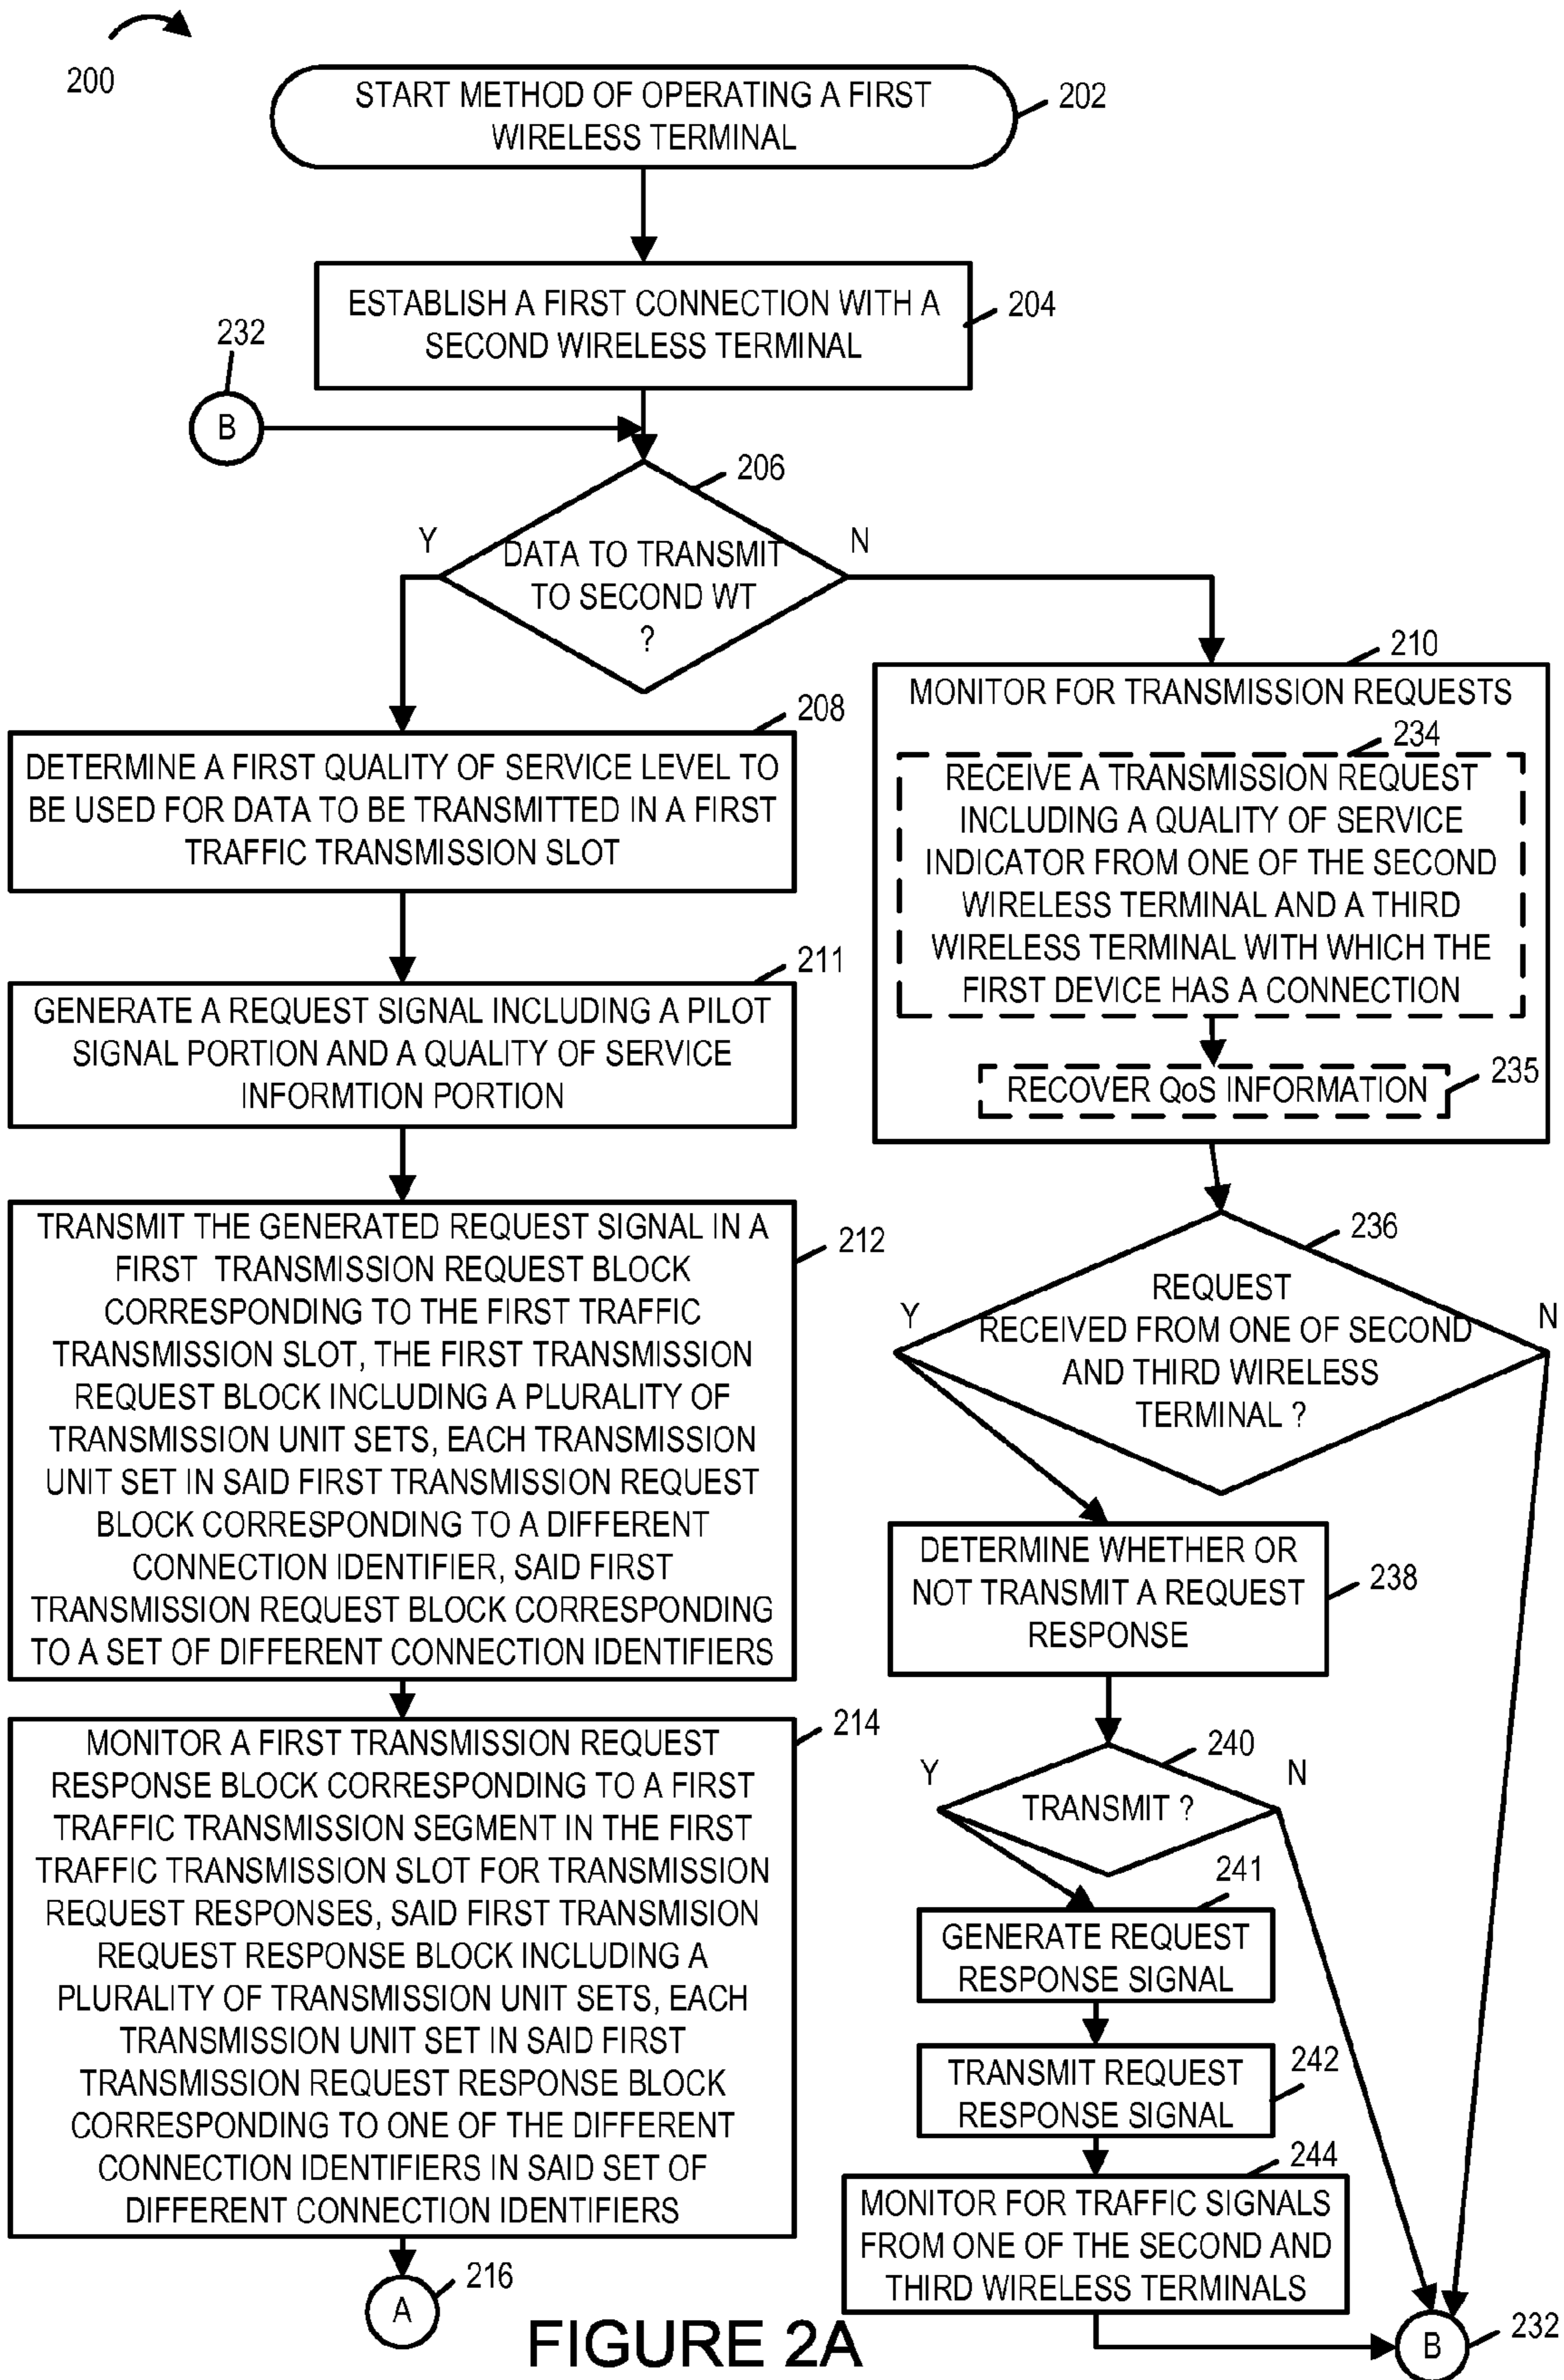 200
START METHOD OF OPERATING A FIRST
WIRELESS TERMINAL
202
ESTABLISH A FIRST CONNECTION WITH A
SECOND WIRELESS TERMINAL
204
232
B
206
Y
DATA TO TRANSMIT
TO SECOND WT
?
N
208
DETERMINE A FIRST QUALITY OF SERVICE LEVEL TO
BE USED FOR DATA TO BE TRANSMITTED IN A FIRST
TRAFFIC TRANSMISSION SLOT
211
GENERATE A REQUEST SIGNAL INCLUDING A PILOT
SIGNAL PORTION AND A QUALITY OF SERVICE
INFORMTION PORTION
TRANSMIT THE GENERATED REQUEST SIGNAL IN A
FIRST TRANSMISSION REQUEST BLOCK
CORRESPONDING TO THE FIRST TRAFFIC
TRANSMISSION SLOT, THE FIRST TRANSMISSION
REQUEST BLOCK INCLUDING A PLURALITY OF
TRANSMISSION UNIT SETS, EACH TRANSMISSION
UNIT SET IN SAID FIRST TRANSMISSION REQUEST
BLOCK CORRESPONDING TO A DIFFERENT
CONNECTION IDENTIFIER, SAID FIRST
TRANSMISSION REQUEST BLOCK CORRESPONDING
TO A SET OF DIFFERENT CONNECTION IDENTIFIERS
212
MONITOR A FIRST TRANSMISSION REQUEST
RESPONSE BLOCK CORRESPONDING TO A FIRST
TRAFFIC TRANSMISSION SEGMENT IN THE FIRST
TRAFFIC TRANSMISSION SLOT FOR TRANSMISSION
REQUEST RESPONSES, SAID FIRST TRANSMISION
REQUEST RESPONSE BLOCK INCLUDING A
PLURALITY OF TRANSMISSION UNIT SETS, EACH
TRANSMISSION UNIT SET IN SAID FIRST
TRANSMISSION REQUEST RESPONSE BLOCK
CORRESPONDING TO ONE OF THE DIFFERENT
CONNECTION IDENTIFIERS IN SAID SET OF
DIFFERENT CONNECTION IDENTIFIERS
214
A
216
210
MONITOR FOR TRANSMISSION REQUESTS
234
RECEIVE A TRANSMISSION REQUEST
INCLUDING A QUALITY OF SERVICE
INDICATOR FROM ONE OF THE SECOND
WIRELESS TERMINAL AND A THIRD
WIRELESS TERMINAL WITH WHICH THE
FIRST DEVICE HAS A CONNECTION
RECOVER QoS INFORMATION
235
236
Y
REQUEST
RECEIVED FROM ONE OF SECOND
AND THIRD WIRELESS
TERMINAL ?
N
DETERMINE WHETHER OR
NOT TRANSMIT A REQUEST
RESPONSE
238
240
Y
TRANSMIT ?
N
241
GENERATE REQUEST
RESPONSE SIGNAL
TRANSMIT REQUEST
RESPONSE SIGNAL
242
244
MONITOR FOR TRAFFIC SIGNALS
FROM ONE OF THE SECOND AND
THIRD WIRELESS TERMINALS
B
232
FIGURE 2A